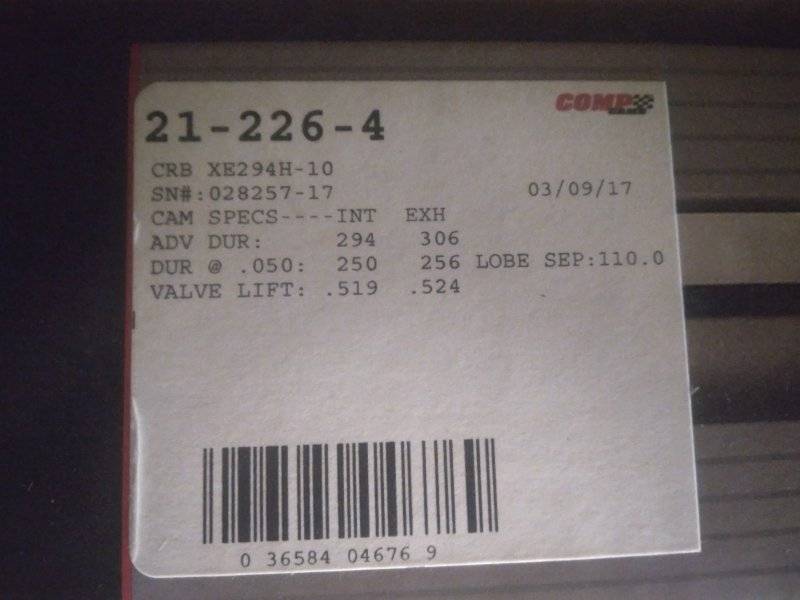 COMP
21-226-4
CRB XE294H-10
SN#:028257-17 03/09/17
CAM SPECS----INT EXH
ADV DUR: 294 306
DUR @ .050: 250 256 LOBE SEP:110.0
VALVE LIFT: .519 .524
0 36584 04676 9